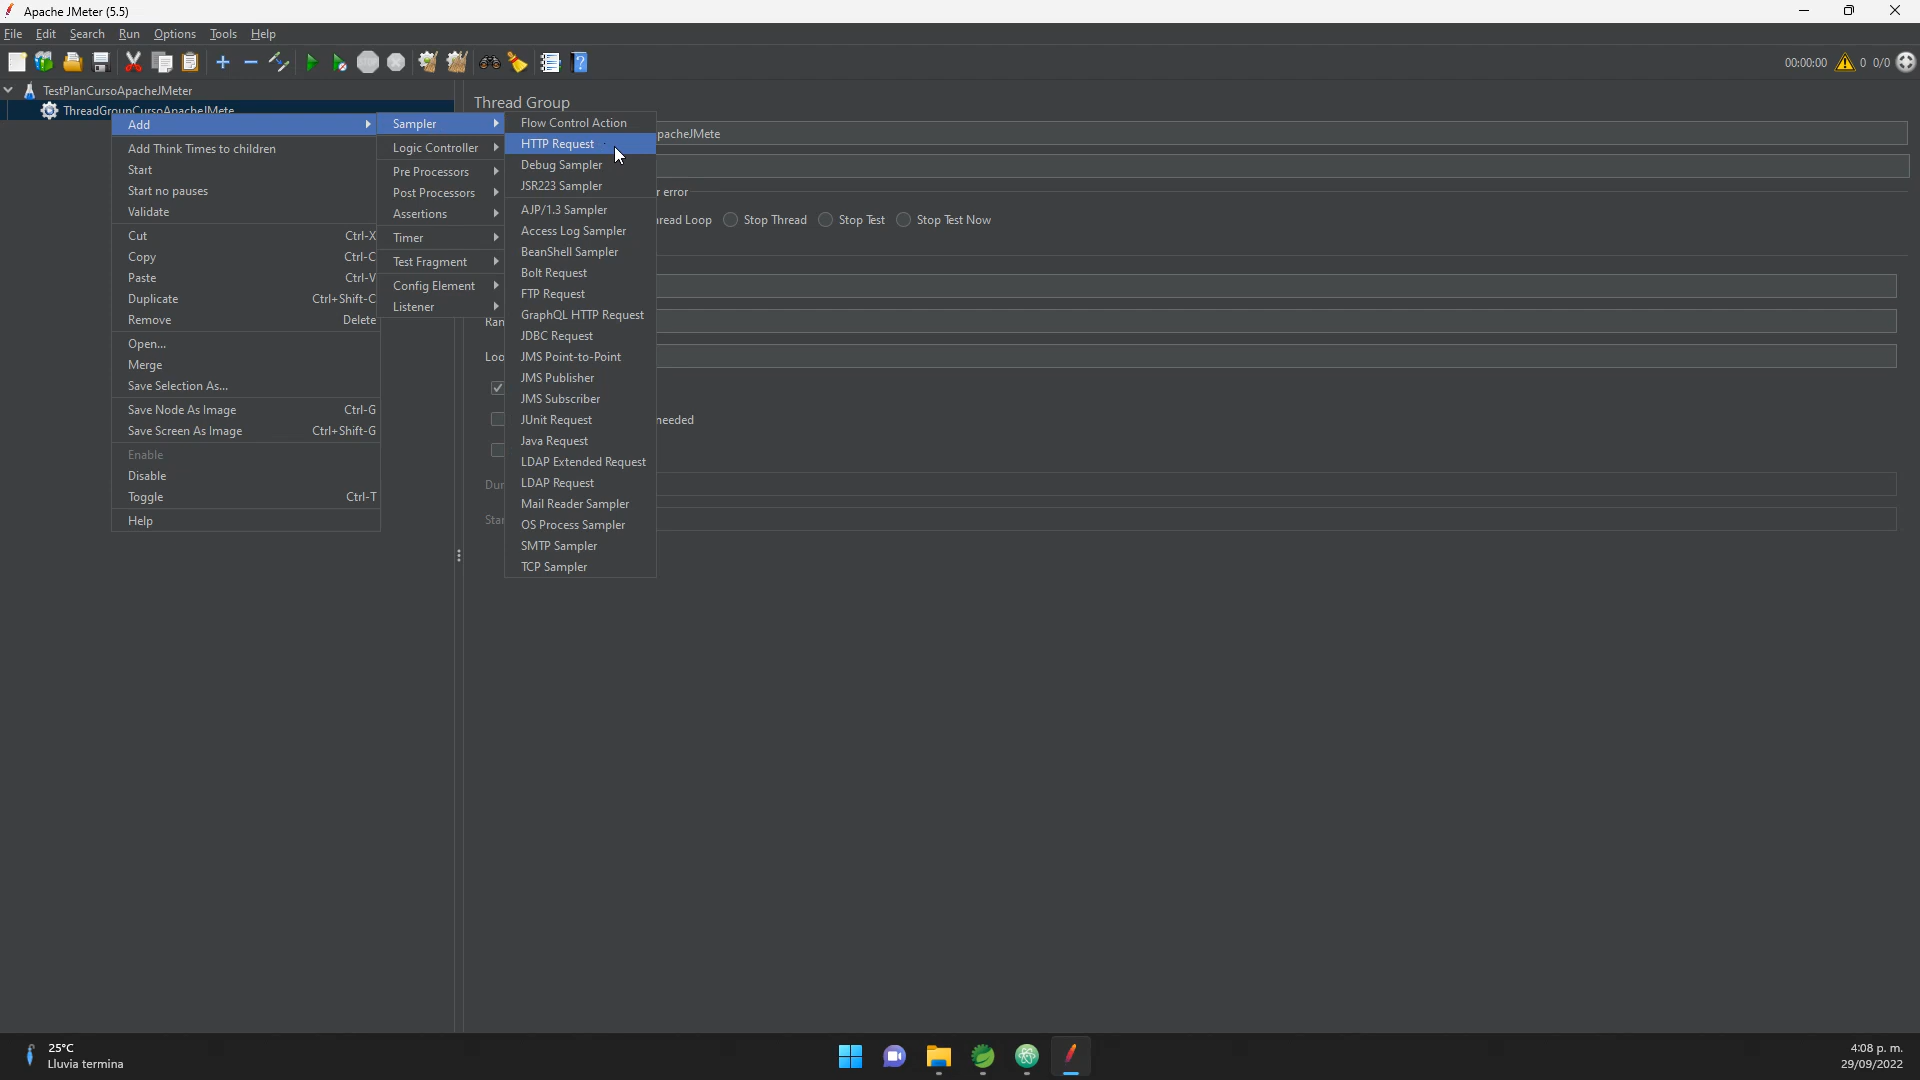 Apache JMeter (5.5)
File Edit Search Run Options Tools Help
00:00:00 0 0/0
TestPlanCursoApacheJMeter
ThreadGroupCursoApacheJMete
Thread Group
pacheJMete
r error
read Loop Stop Thread Stop Test Stop Test Now
Ran
Loo
needed
Dur
Star
Add
Add Think Times to children
Start
Start no pauses
Validate
Cut Ctrl-X
Copy Ctrl-C
Paste Ctrl-V
Duplicate Ctrl+Shift-C
Remove Delete
Open...
Merge
Save Selection As...
Save Node As Image Ctrl-G
Save Screen As Image Ctrl+Shift-G
Enable
Disable
Toggle Ctrl-T
Help
Sampler
Logic Controller
Pre Processors
Post Processors
Assertions
Timer
Test Fragment
Config Element
Listener
Flow Control Action
HTTP Request
Debug Sampler
JSR223 Sampler
AJP/1.3 Sampler
Access Log Sampler
BeanShell Sampler
Bolt Request
FTP Request
GraphQL HTTP Request
JDBC Request
JMS Point-to-Point
JMS Publisher
JMS Subscriber
JUnit Request
Java Request
LDAP Extended Request
LDAP Request
Mail Reader Sampler
OS Process Sampler
SMTP Sampler
TCP Sampler
25°C
Lluvia termina
4:08 p. m.
29/09/2022